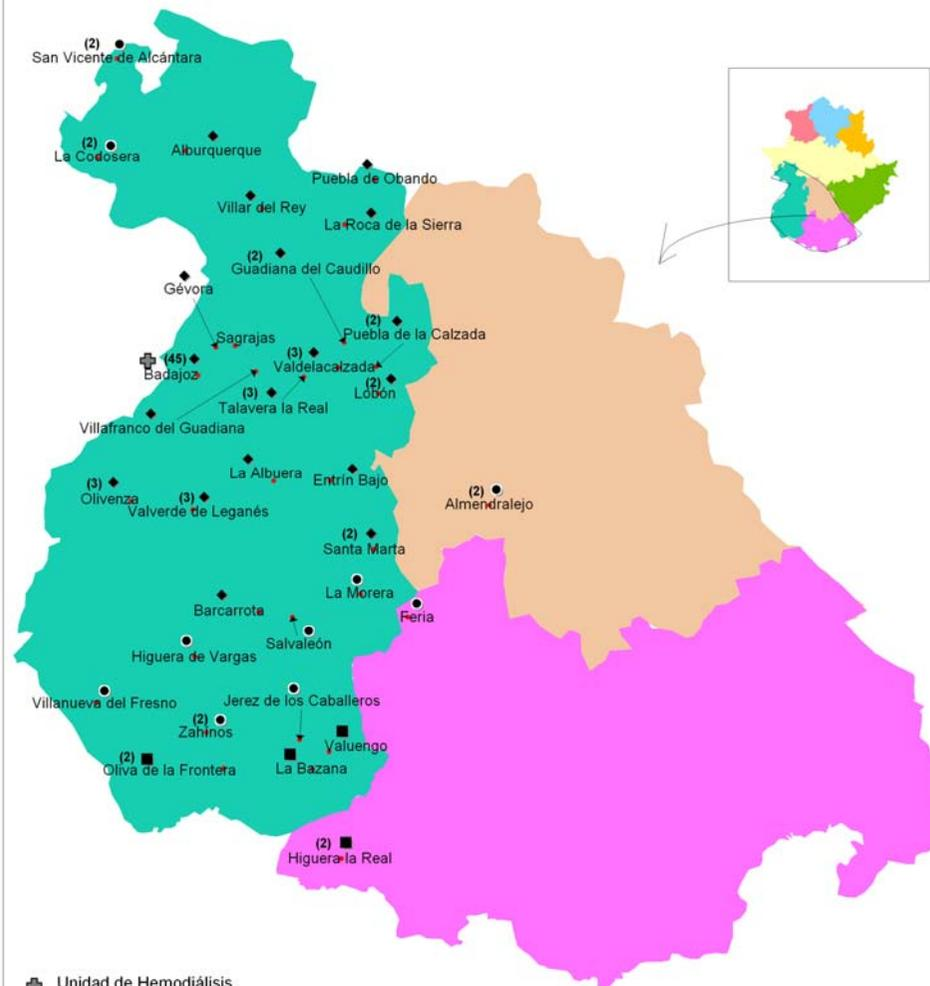 (2)
San Vicente de Alcántara
(2)
La Codosera
Alburquerque
Puebla de Obando
Villar del Rey
La Roca de la Sierra
(2)
Guadiana del Caudillo
Gévora
(2)
Puebla de la Calzada
Sagrajas
(45)
Badajoz
(3)
Valdelacalzada
(2)
Lobón
(3)
Talavera la Real
Villafranco del Guadiana
La Albuera
Entrín Bajo
(3)
Olivenza
(3)
Valverde de Leganés
(2)
Almendralejo
(2)
Santa Marta
La Morera
Feria
Barcarrota
Salvaleón
Higuera de Vargas
Villanueva del Fresno
Jerez de los Caballeros
(2)
Zahinos
Valuengo
(2)
Oliva de la Frontera
La Bazana
(2)
Higuera la Real
Unidad de Hemodiálisis